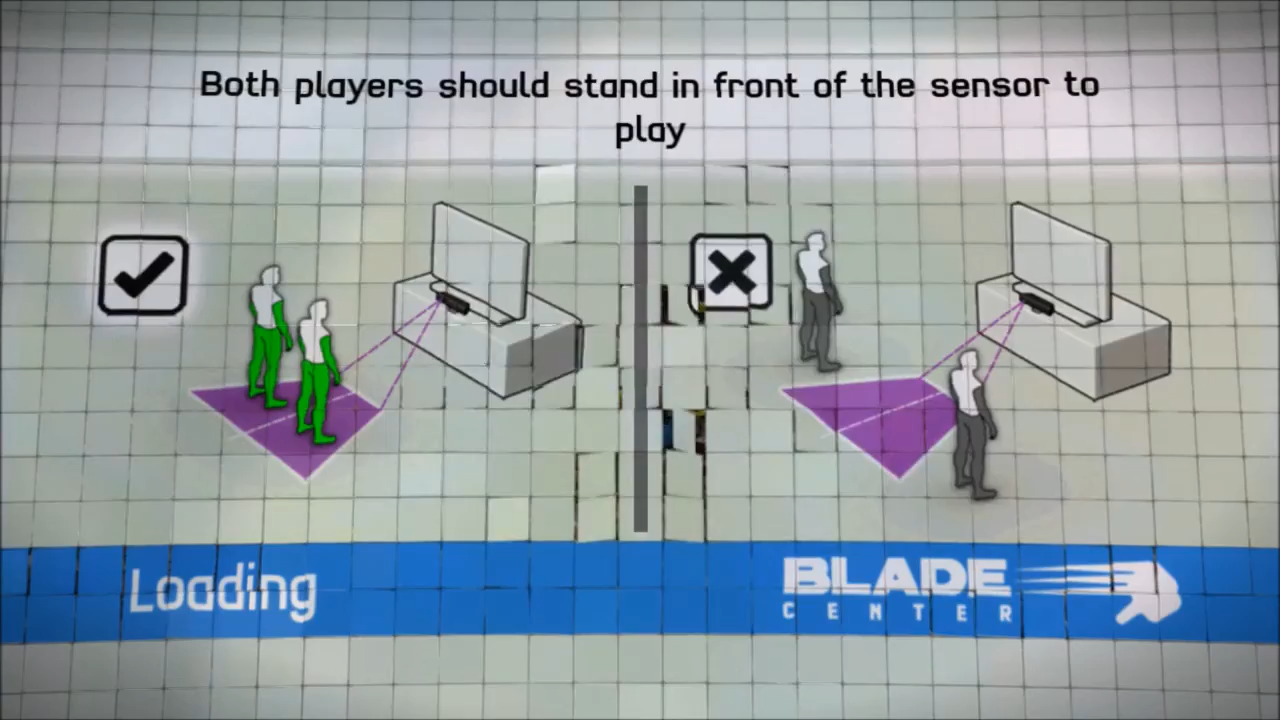 Both players should stand in front of the sensor to
play
Loading
BLADE
CENTER